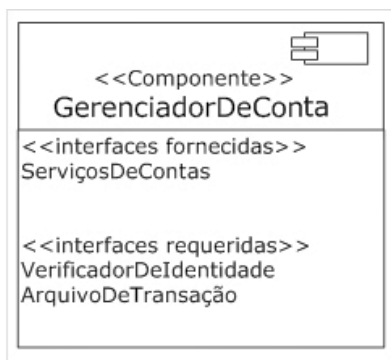 <<Componente>>
GerenciadorDeConta
<<interfaces fornecidas>>
ServiçosDeContas
<<interfaces requeridas>>
VerificadorDeIdentidade
ArquivoDeTransação